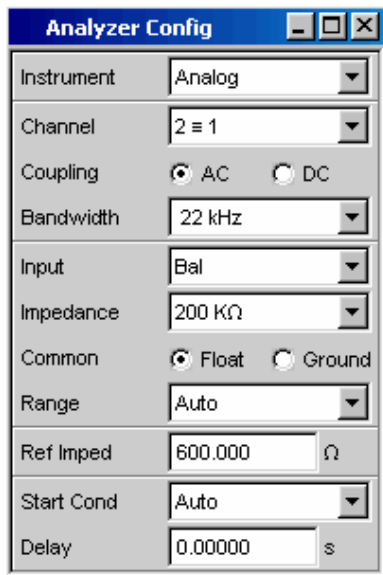 Analyzer Config
Instrument Analog
Channel 2 ≡ 1
Coupling AC DC
Bandwidth 22 kHz
Input Bal
Impedance 200 KΩ
Common Float Ground
Range Auto
Ref Imped 600.000 Ω
Start Cond Auto
Delay 0.00000 s